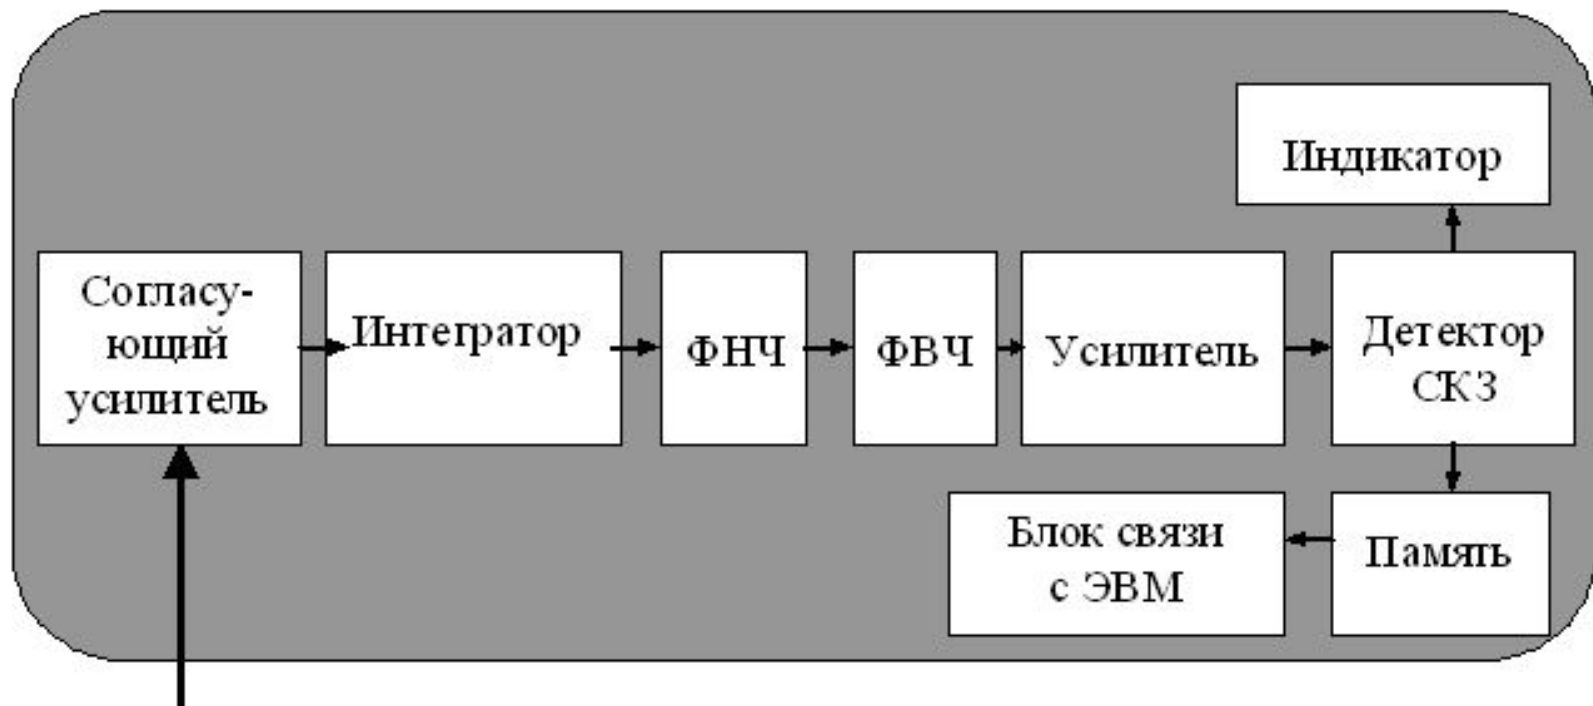 Индикатор
Согласу-
ющий
усилитель
Интегратор
ФНЧ
ФВЧ
Усилитель
Детектор
СКЗ
Блок связи
с ЭВМ
Память